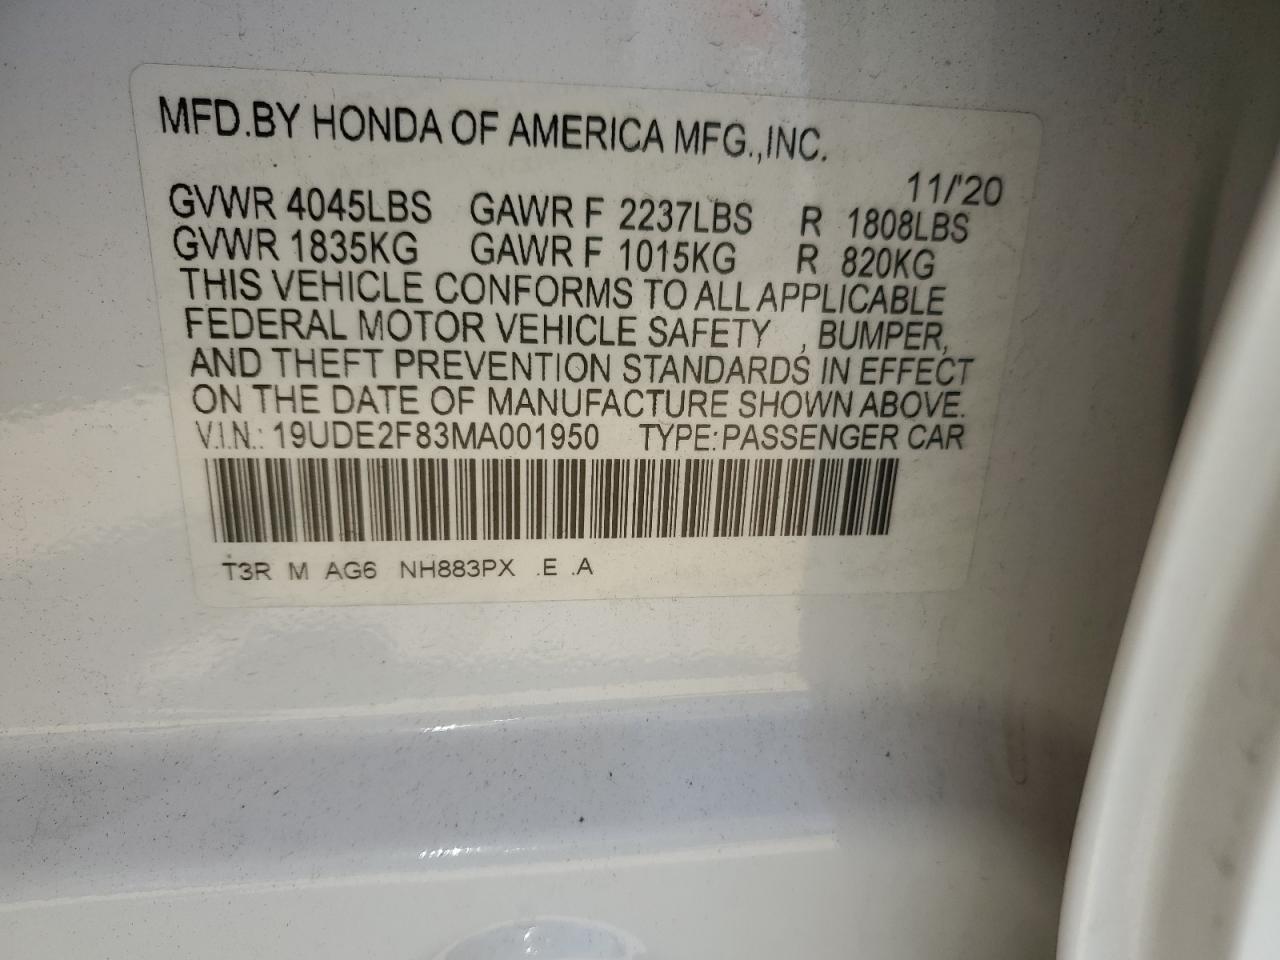 MFD.BY HONDA OF AMERICA MFG.,INC.
11/'20
GVWR 4045LBS GAWR F 2237LBS R 1808LBS
GVWR 1835KG GAWR F 1015KG R 820KG
THIS VEHICLE CONFORMS TO ALL APPLICABLE
FEDERAL MOTOR VEHICLE SAFETY , BUMPER,
AND THEFT PREVENTION STANDARDS IN EFFECT
ON THE DATE OF MANUFACTURE SHOWN ABOVE.
V.I.N.: 19UDE2F83MA001950 TYPE:PASSENGER CAR
T3R M AG6 NH883PX .E .A